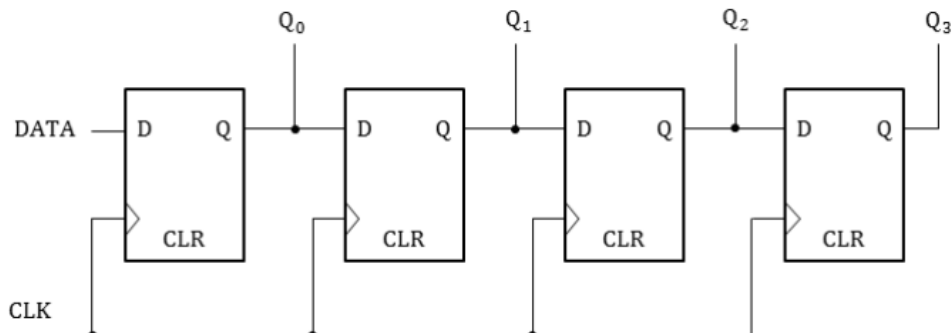 Q₀ Q₁ Q₂ Q₃
DATA D Q D Q D Q D Q
CLR CLR CLR CLR
CLK